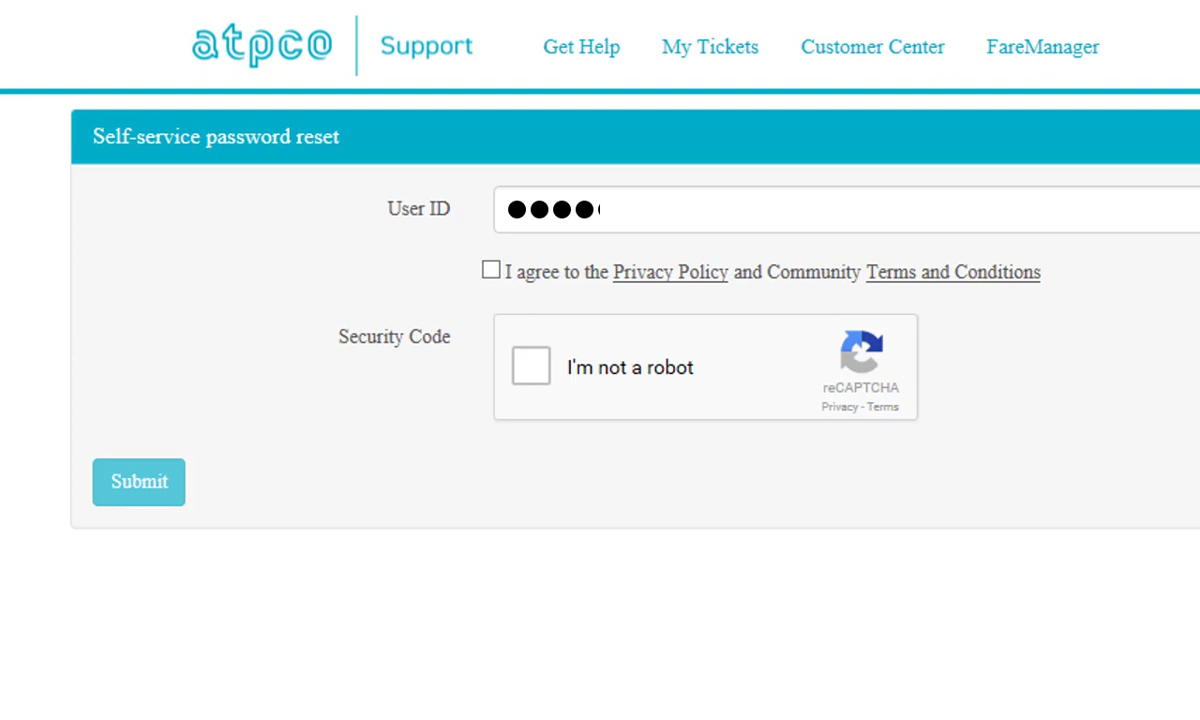 atpco Support Get Help My Tickets Customer Center FareManager
Self-service password reset
User ID
I agree to the Privacy Policy and Community Terms and Conditions
Security Code
I'm not a robot
reCAPTCHA
Privacy - Terms
Submit